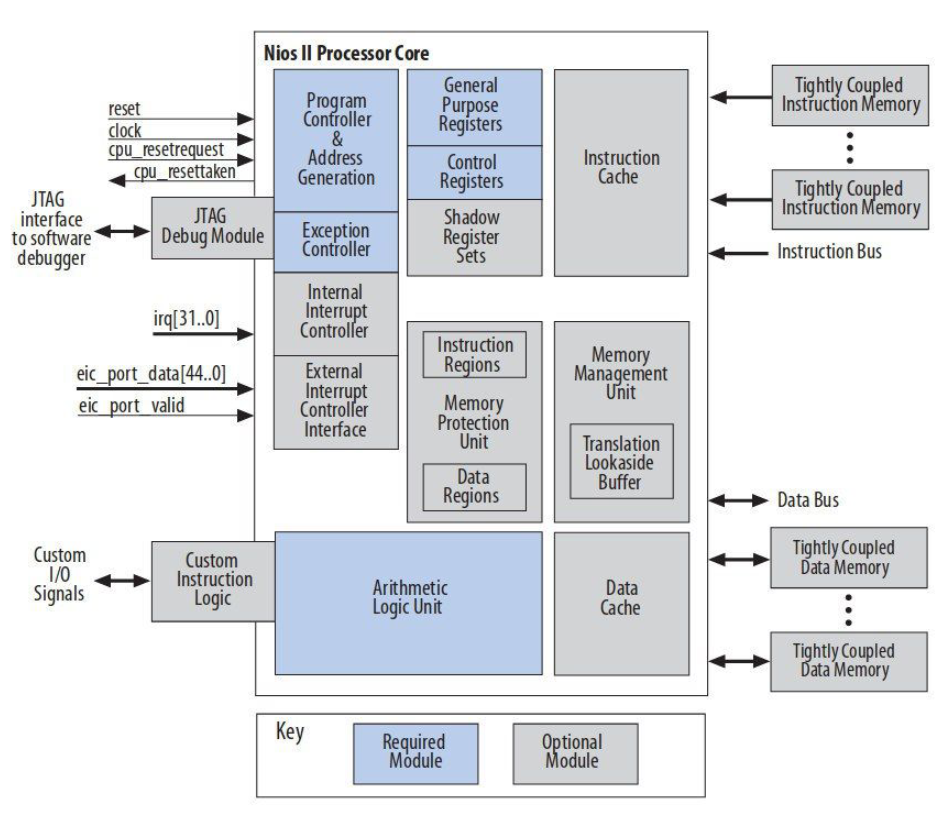 Nios II Processor Core
reset
clock
cpu_resetrequest
cpu_resettaken
JTAG
interface
to software
debugger
JTAG
Debug Module
irq[31..0]
eic_port_data[44..0]
eic_port_valid
Custom
I/O
Signals
Custom
Instruction
Logic
Program
Controller
&
Address
Generation
Exception
Controller
Internal
Interrupt
Controller
External
Interrupt
Controller
Interface
General
Purpose
Registers
Control
Registers
Shadow
Register
Sets
Instruction
Cache
Instruction
Regions
Memory
Protection
Unit
Data
Regions
Memory
Management
Unit
Translation
Lookaside
Buffer
Arithmetic
Logic Unit
Data
Cache
Tightly Coupled
Instruction Memory
Tightly Coupled
Instruction Memory
Instruction Bus
Data Bus
Tightly Coupled
Data Memory
Tightly Coupled
Data Memory
Key
Required
Module
Optional
Module